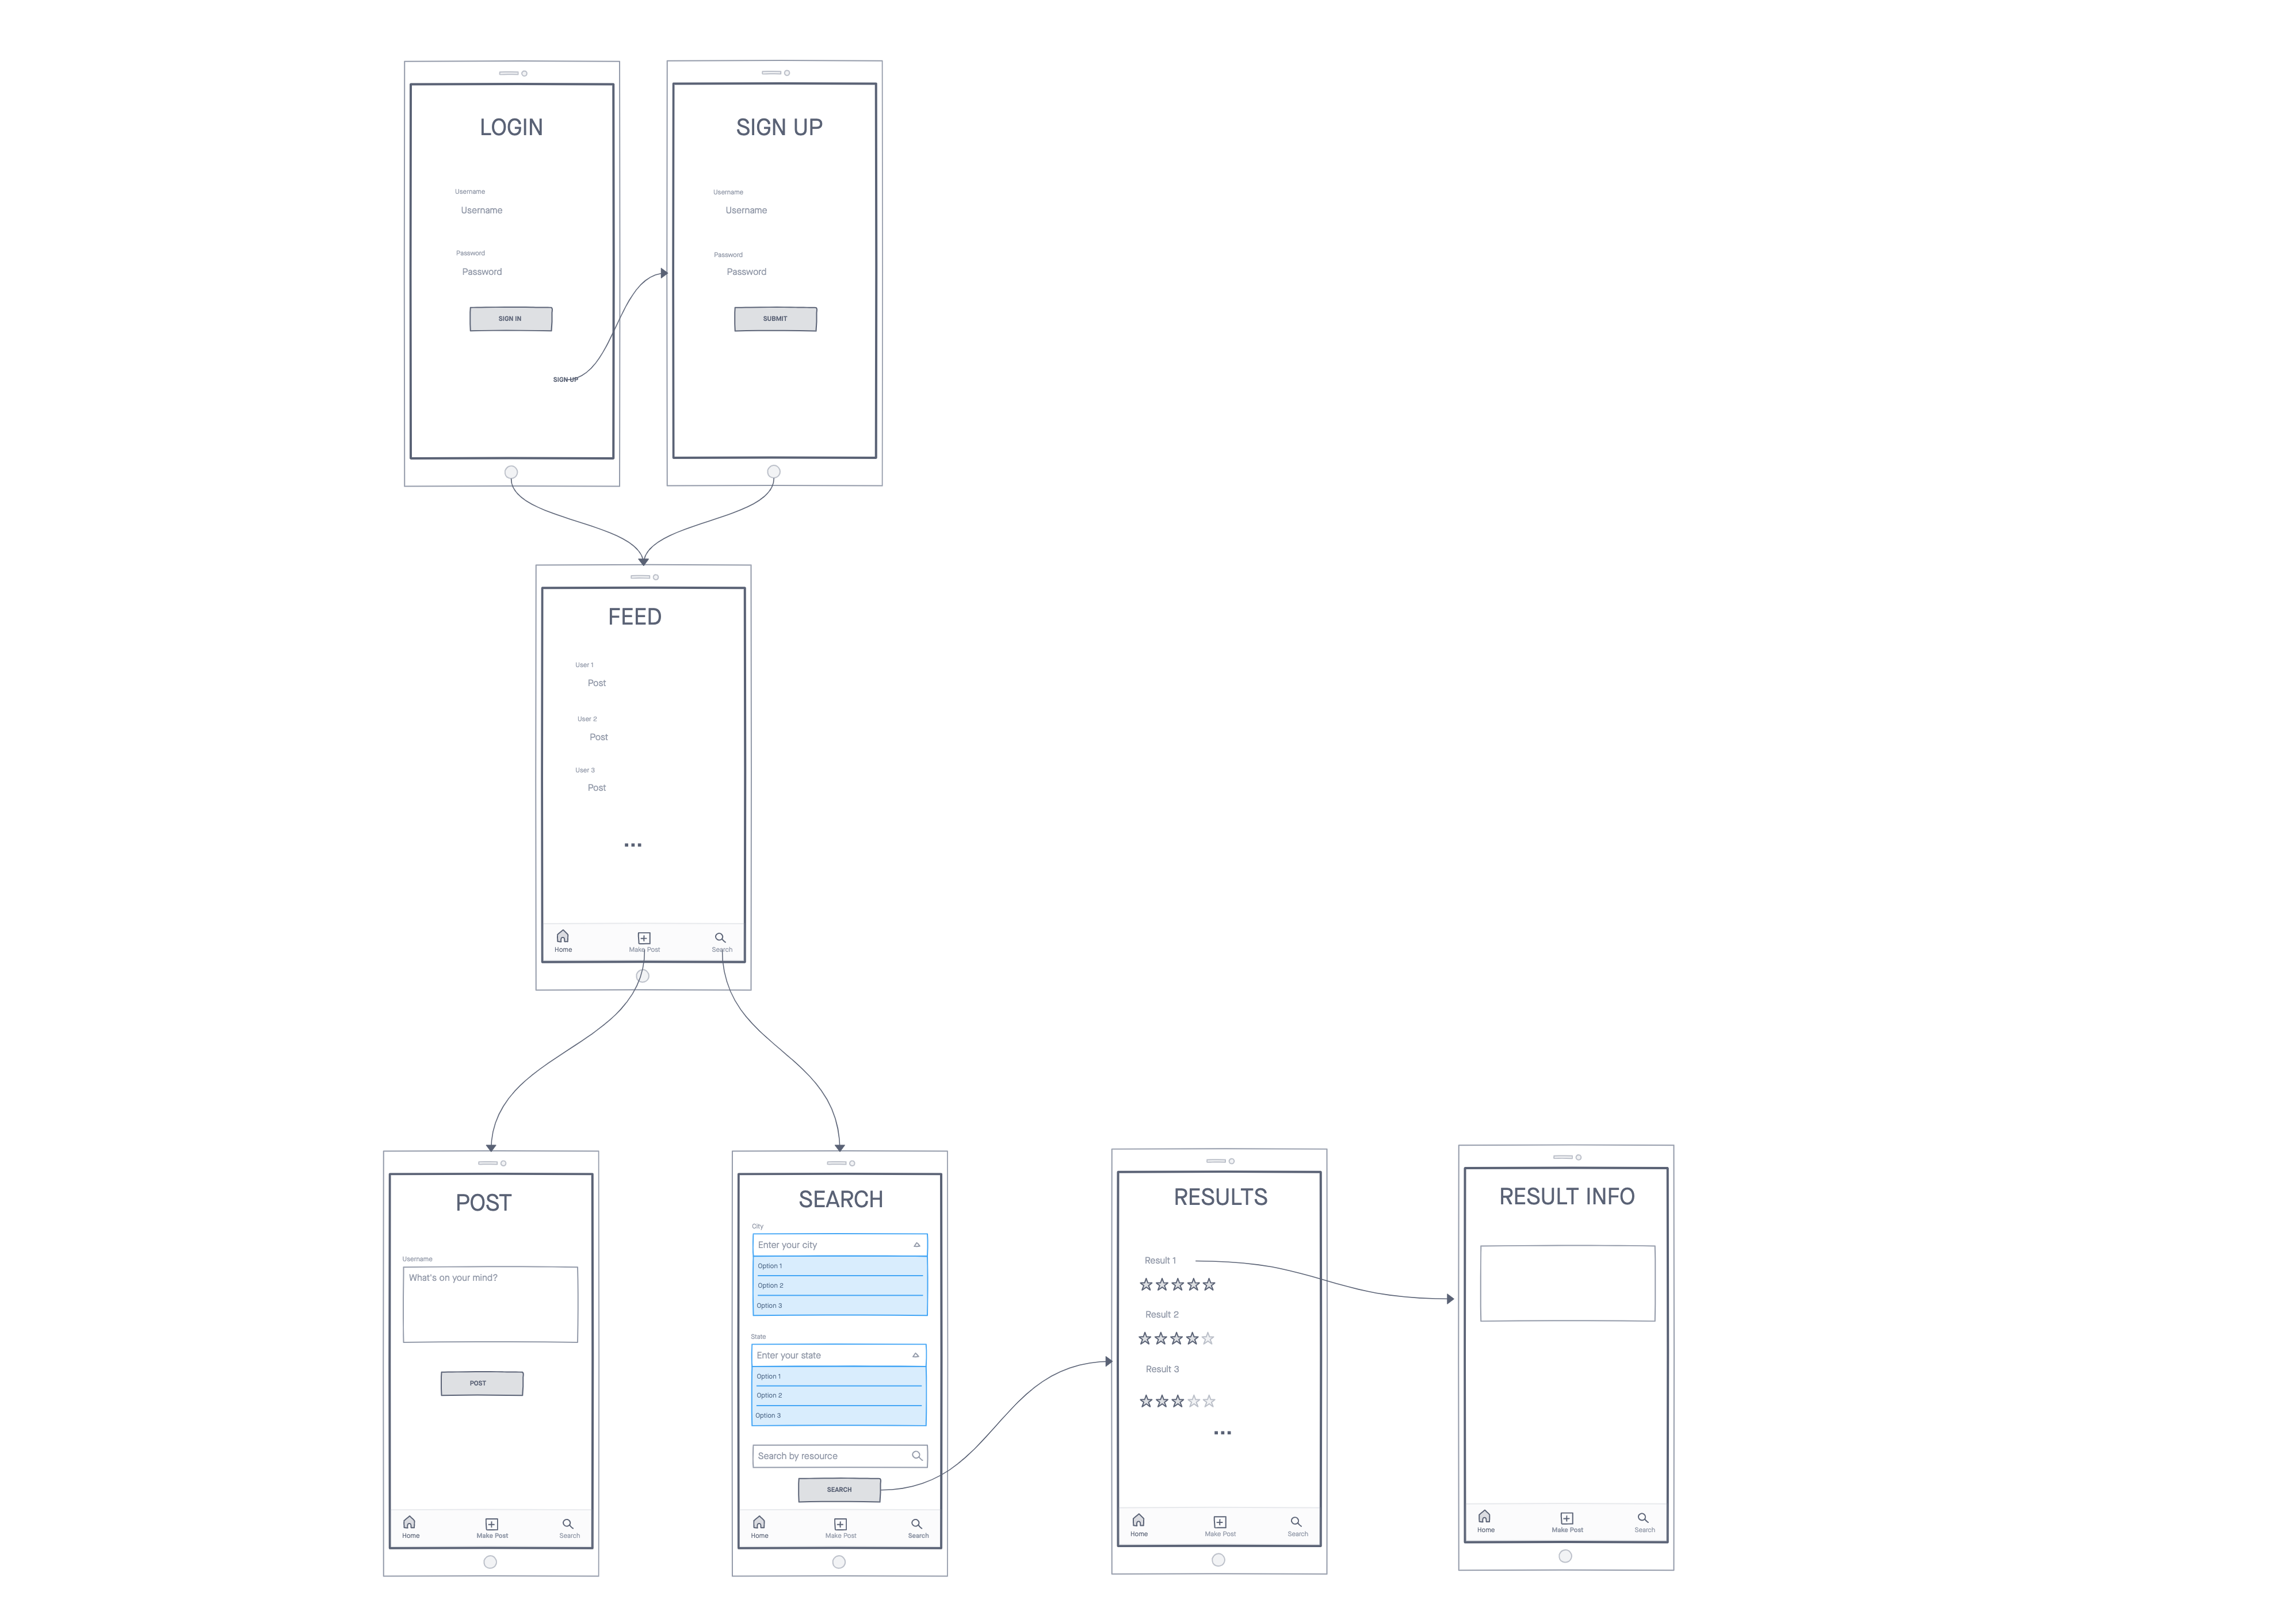 LOGIN
Username
Username
Password
Password
SIGN IN
SIGN UP
SIGN UP
Username
Username
Password
Password
SUBMIT
FEED
User 1
Post
User 2
Post
User 3
Post
...
Home
Make Post
Search
POST
Username
What's on your mind?
POST
Home
Make Post
Search
SEARCH
City
Enter your city
Option 1
Option 2
Option 3
State
Enter your state
Option 1
Option 2
Option 3
Search by resource
SEARCH
Home
Make Post
Search
RESULTS
Result 1
Result 2
Result 3
...
Home
Make Post
Search
RESULT INFO
Home
Make Post
Search